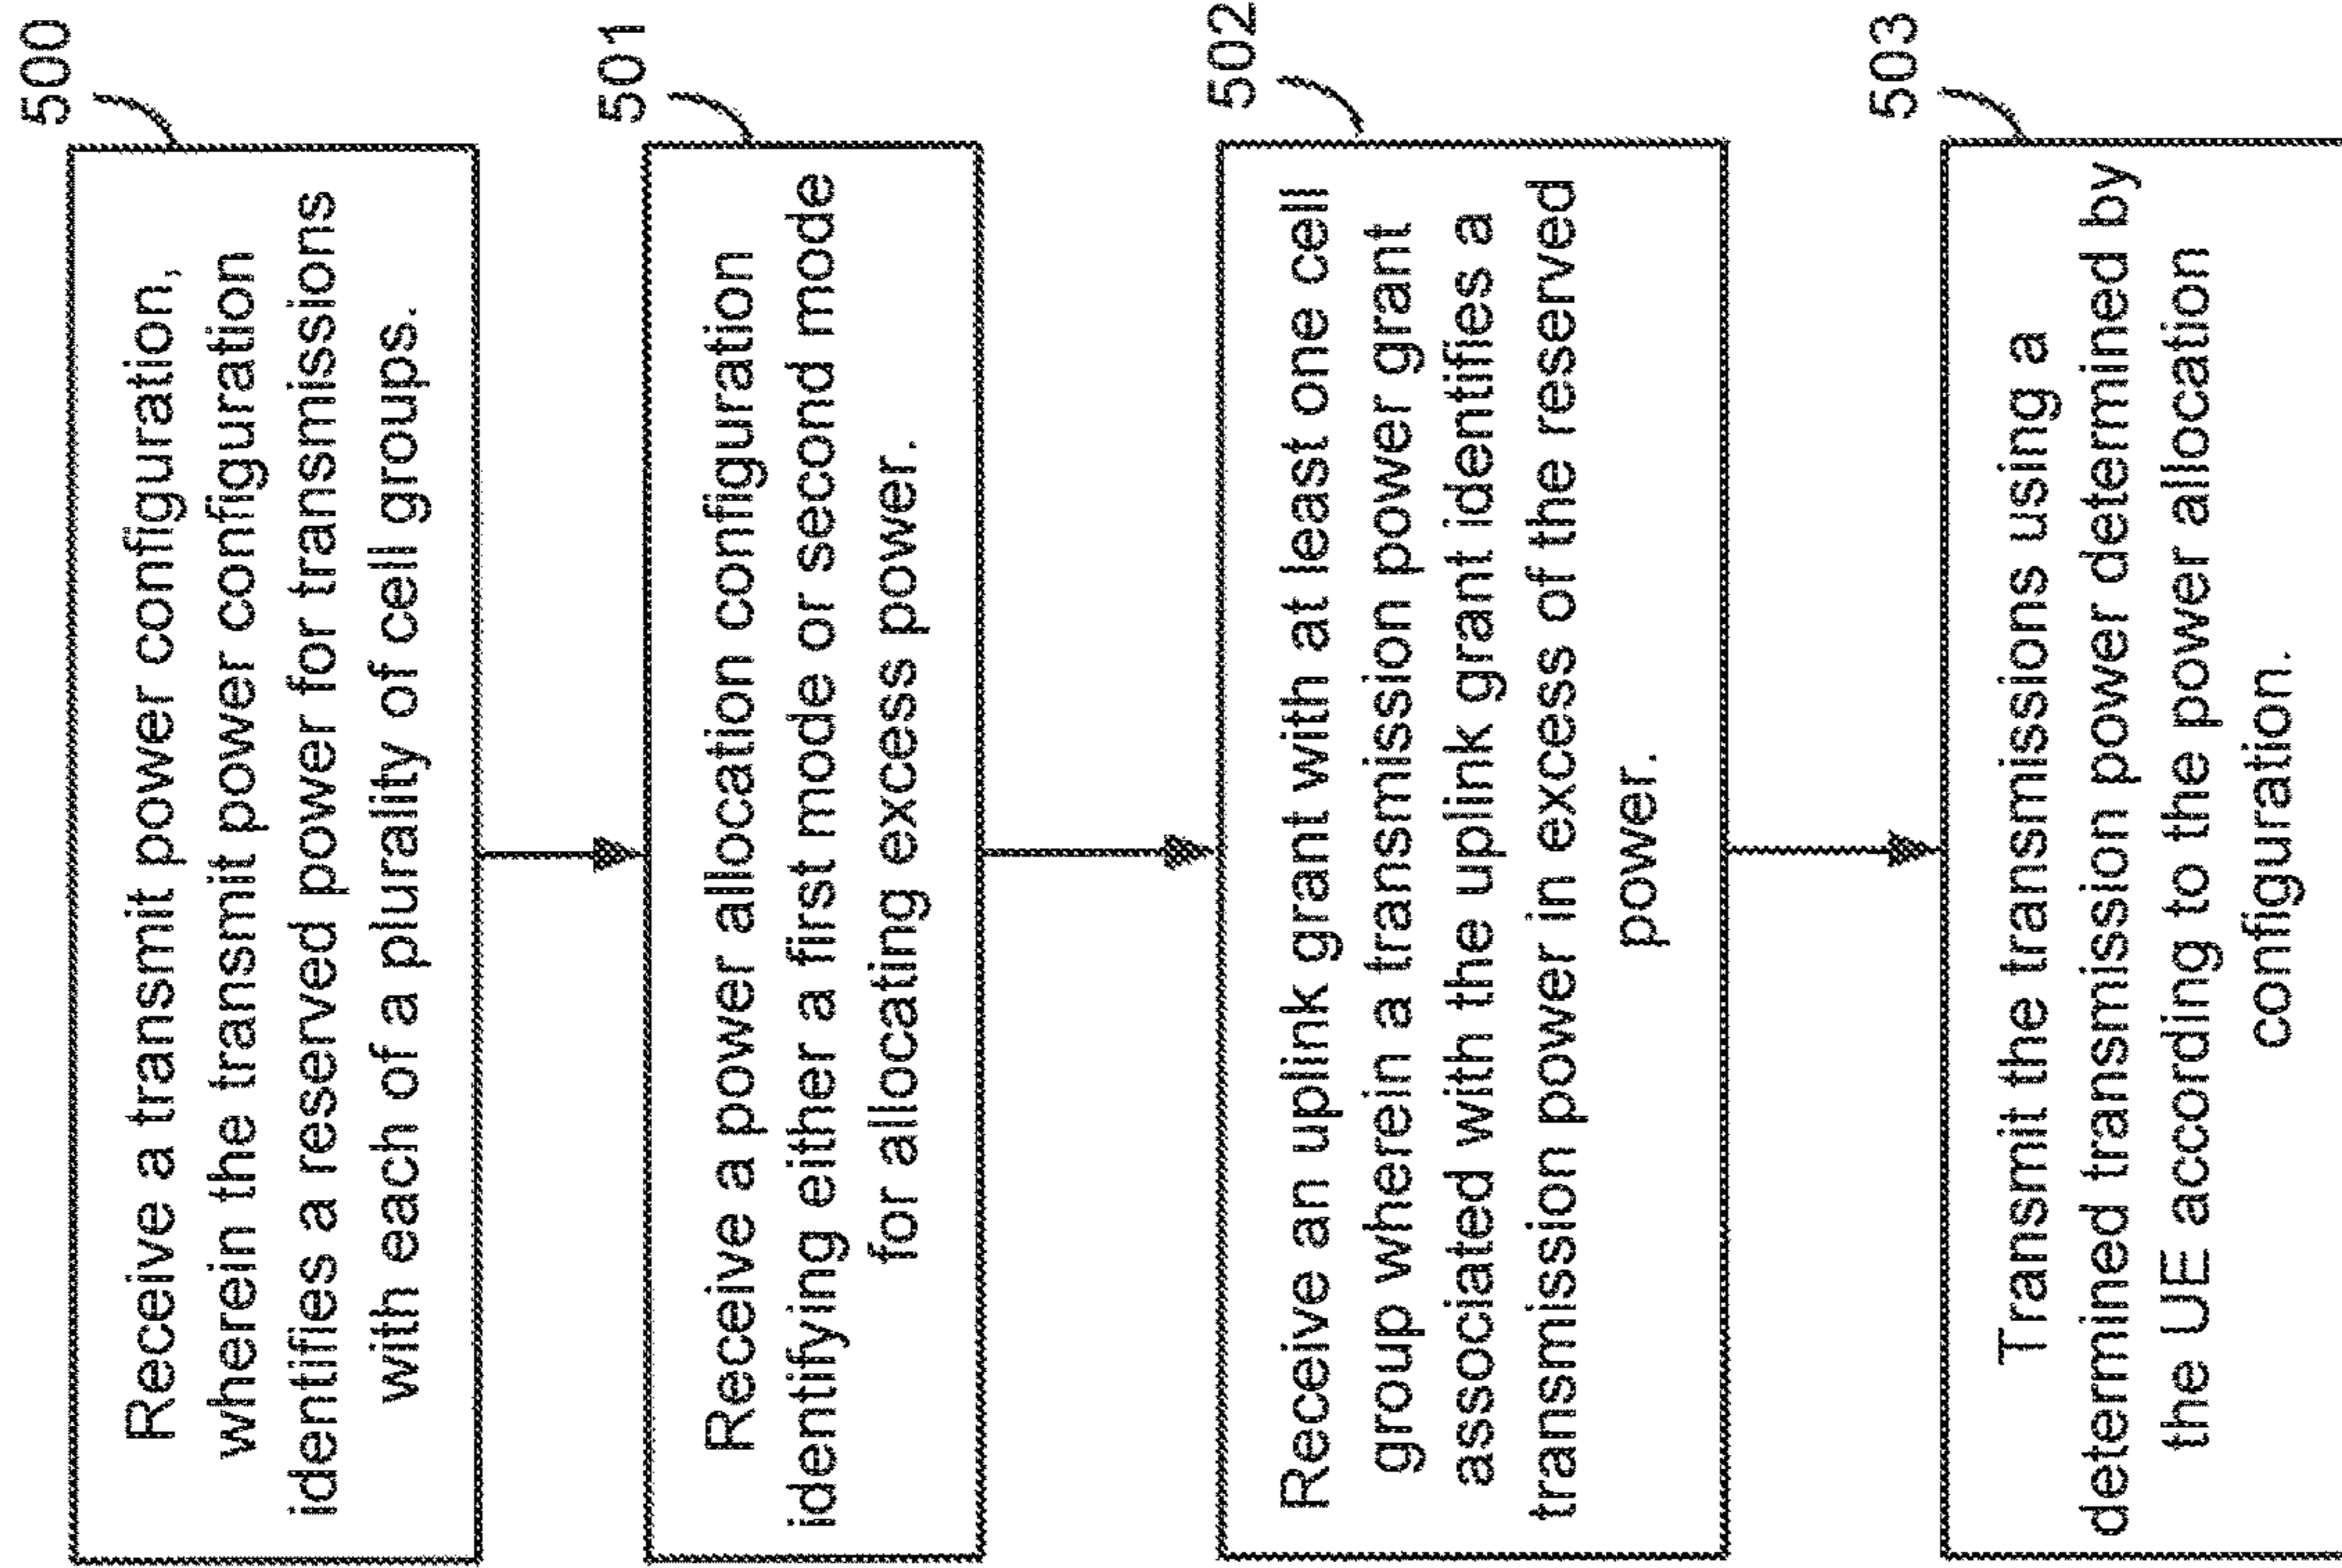 500
Receive a transmit power configuration,
wherein the transmit power configuration
identifies a reserved power for transmissions
with each of a plurality of cell groups.
501
Receive a power allocation configuration
identifying either a first mode or second mode
for allocating excess power.
502
Receive an uplink grant with at least one cell
group wherein a transmission power grant
associated with the uplink grant identifies a
transmission power in excess of the reserved
power.
503
Transmit the transmissions using a
determined transmission power determined by
the UE according to the power allocation
configuration.